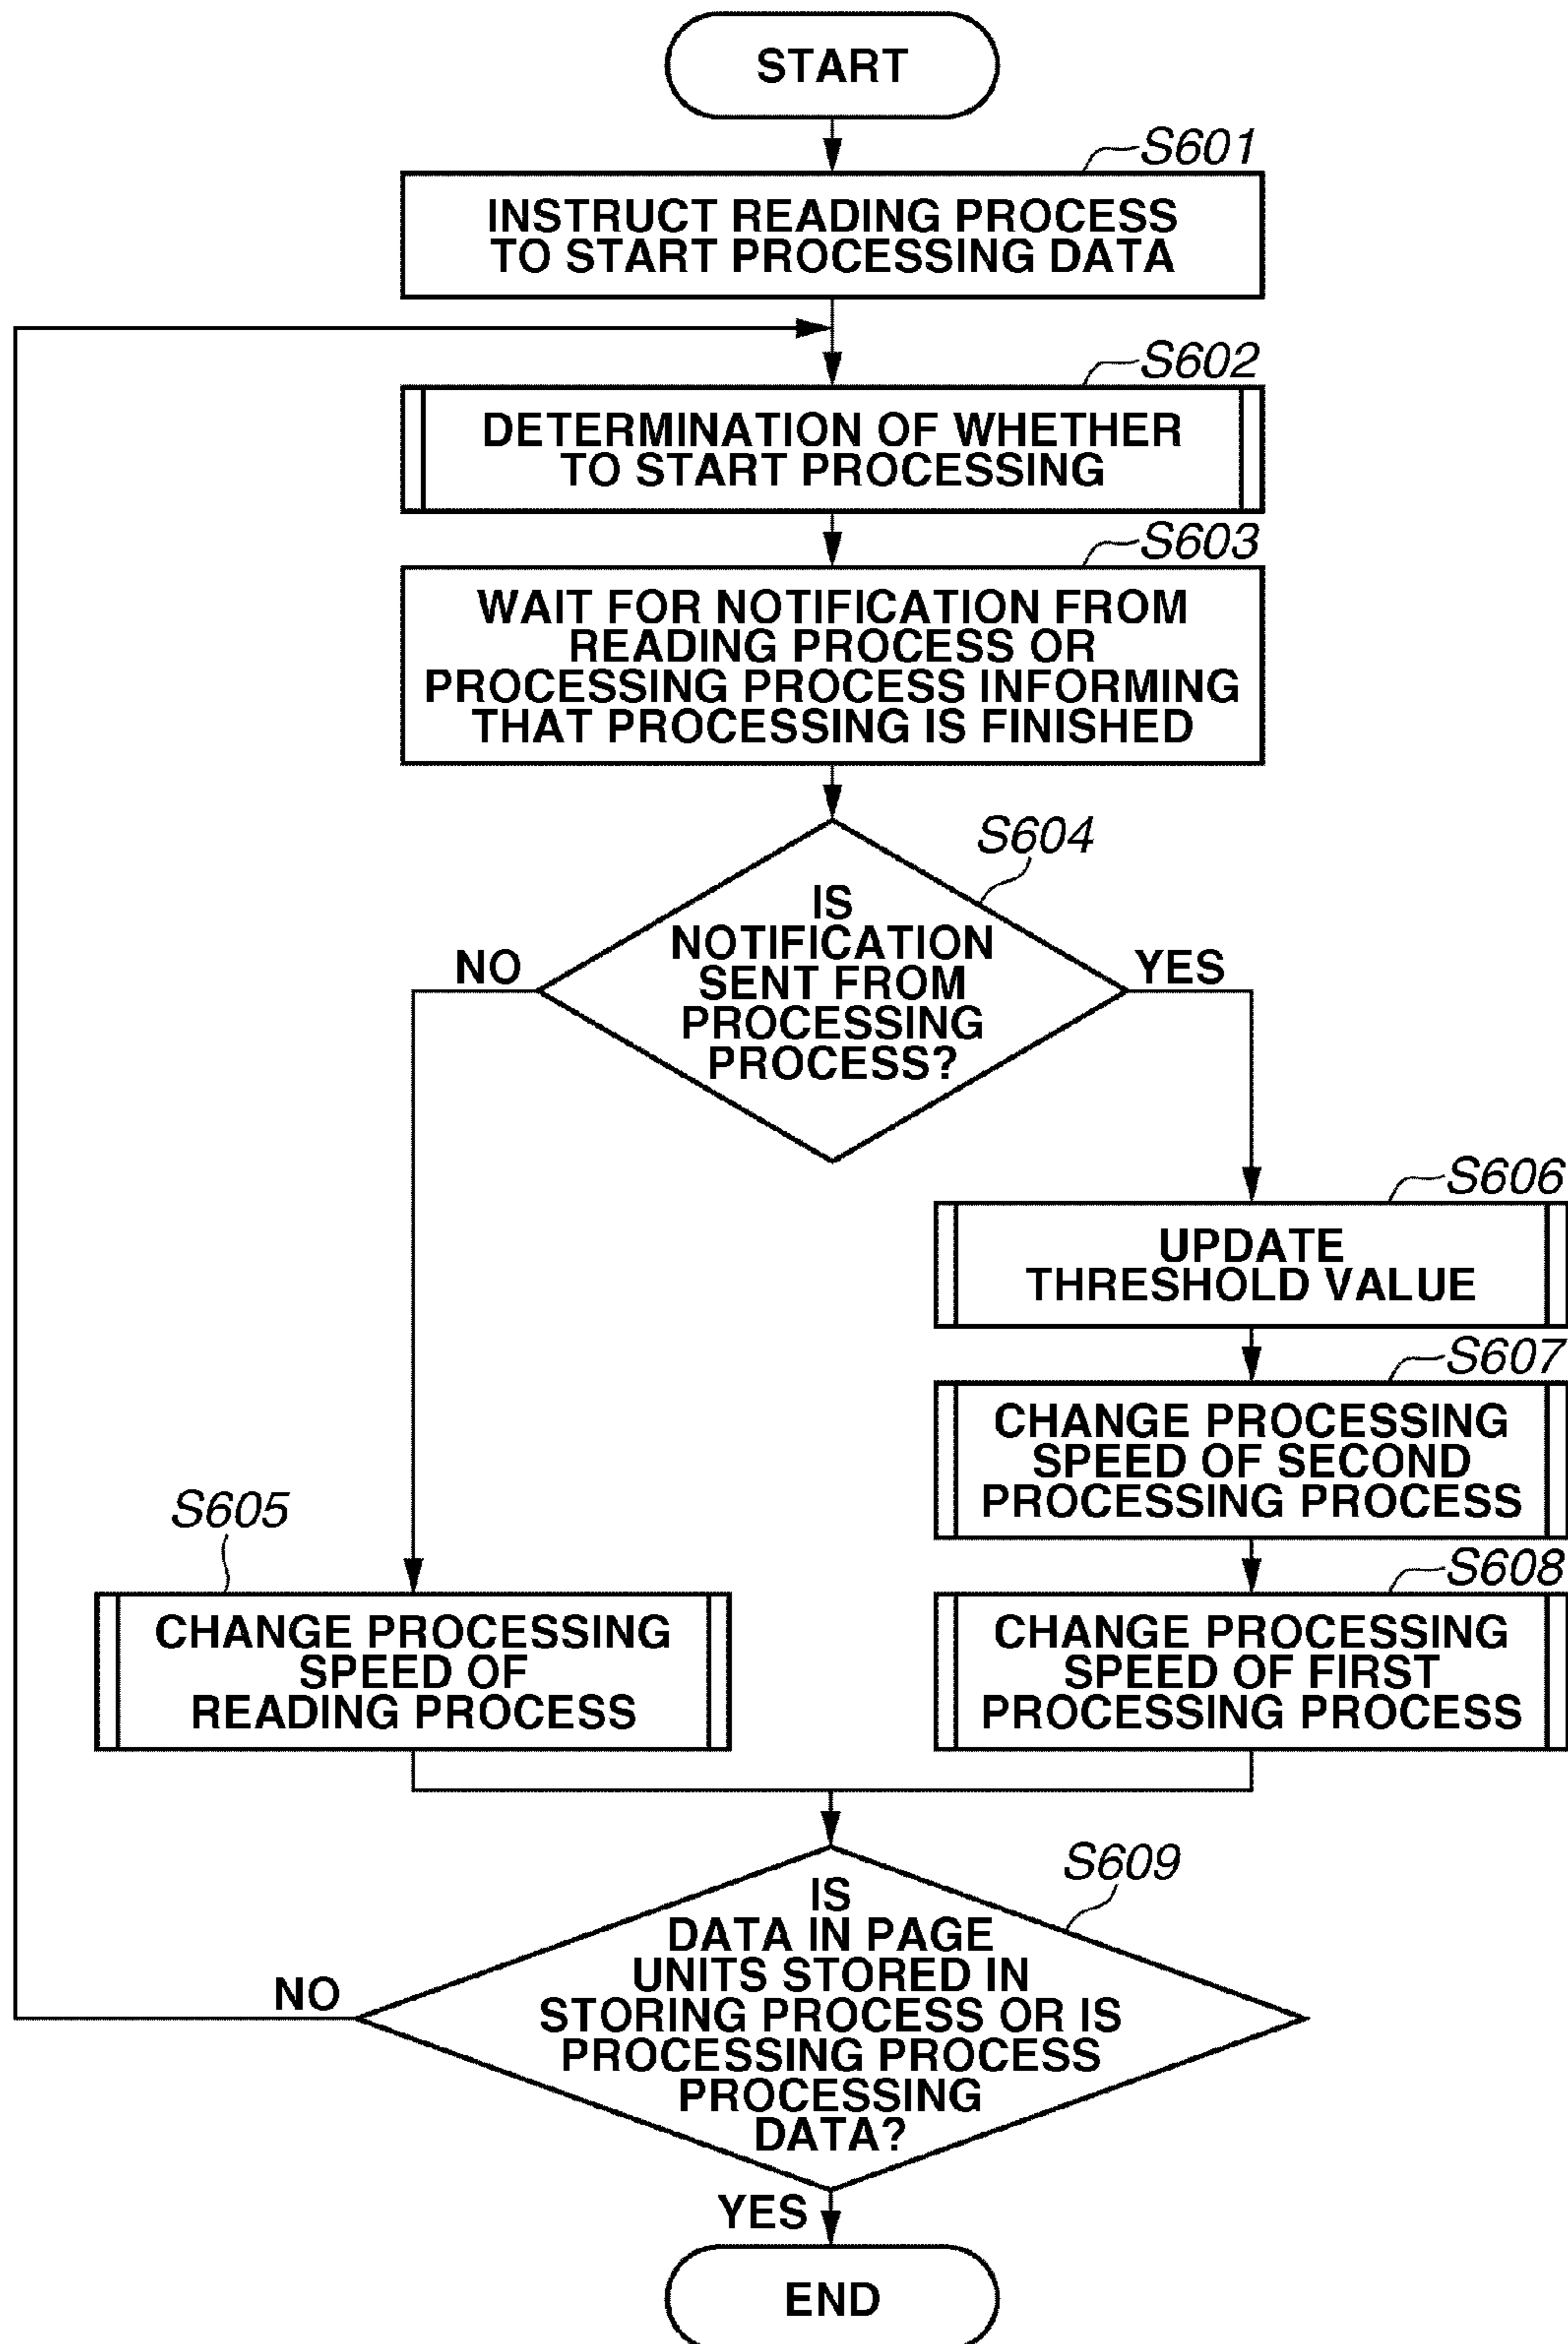 START
S601
INSTRUCT READING PROCESS
TO START PROCESSING DATA
S602
DETERMINATION OF WHETHER
TO START PROCESSING
S603
WAIT FOR NOTIFICATION FROM
READING PROCESS OR
PROCESSING PROCESS INFORMING
THAT PROCESSING IS FINISHED
S604
IS
NOTIFICATION
SENT FROM
PROCESSING
PROCESS?
NO
YES
S606
UPDATE
THRESHOLD VALUE
S607
CHANGE PROCESSING
SPEED OF SECOND
PROCESSING PROCESS
S605
CHANGE PROCESSING
SPEED OF
READING PROCESS
S608
CHANGE PROCESSING
SPEED OF FIRST
PROCESSING PROCESS
S609
IS
DATA IN PAGE
UNITS STORED IN
STORING PROCESS OR IS
PROCESSING PROCESS
PROCESSING
DATA?
NO
YES
END